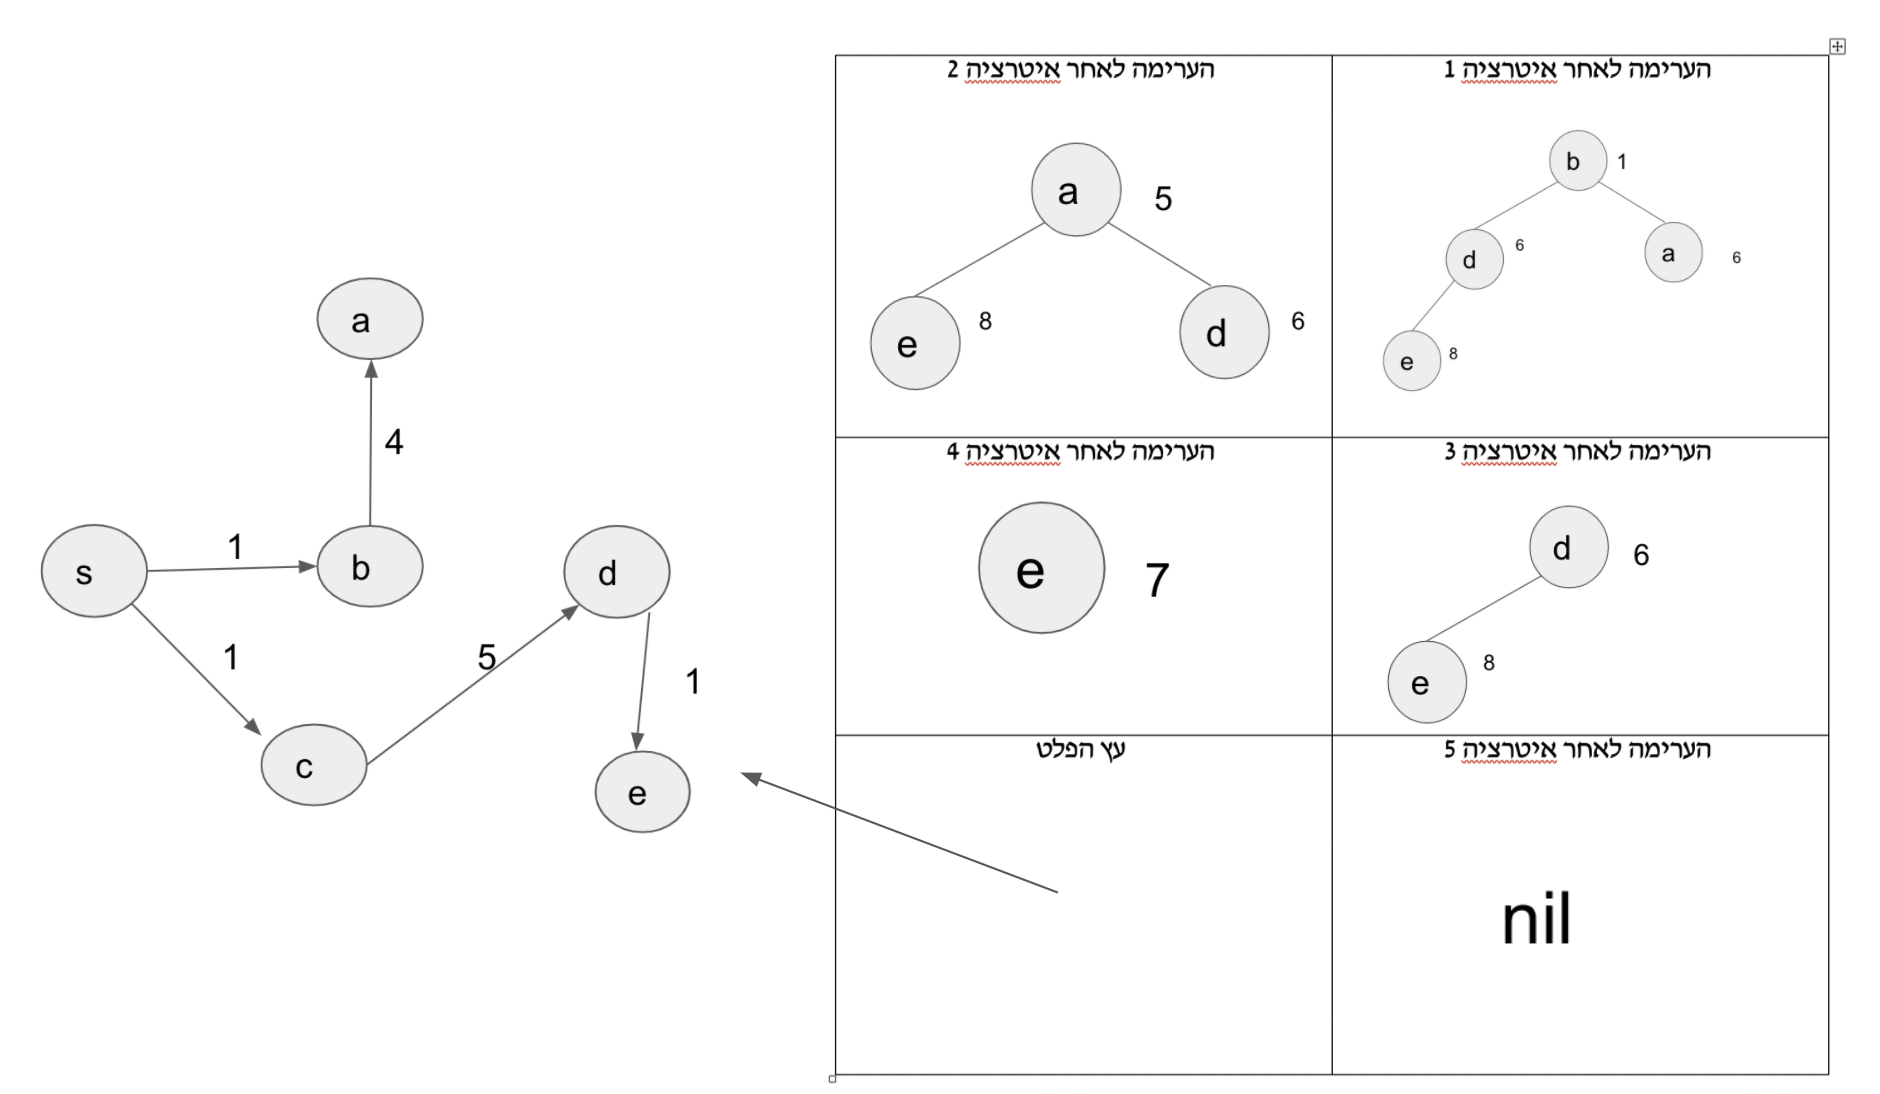 הערימה לאחר איטרציה 1
b 1
d 6
a 6
e 8
הערימה לאחר איטרציה 2
a 5
e 8
d 6
הערימה לאחר איטרציה 3
d 6
e 8
הערימה לאחר איטרציה 4
e 7
הערימה לאחר איטרציה 5
nil
עץ הפלט
a
4
s
1
b
d
1
5
1
c
e